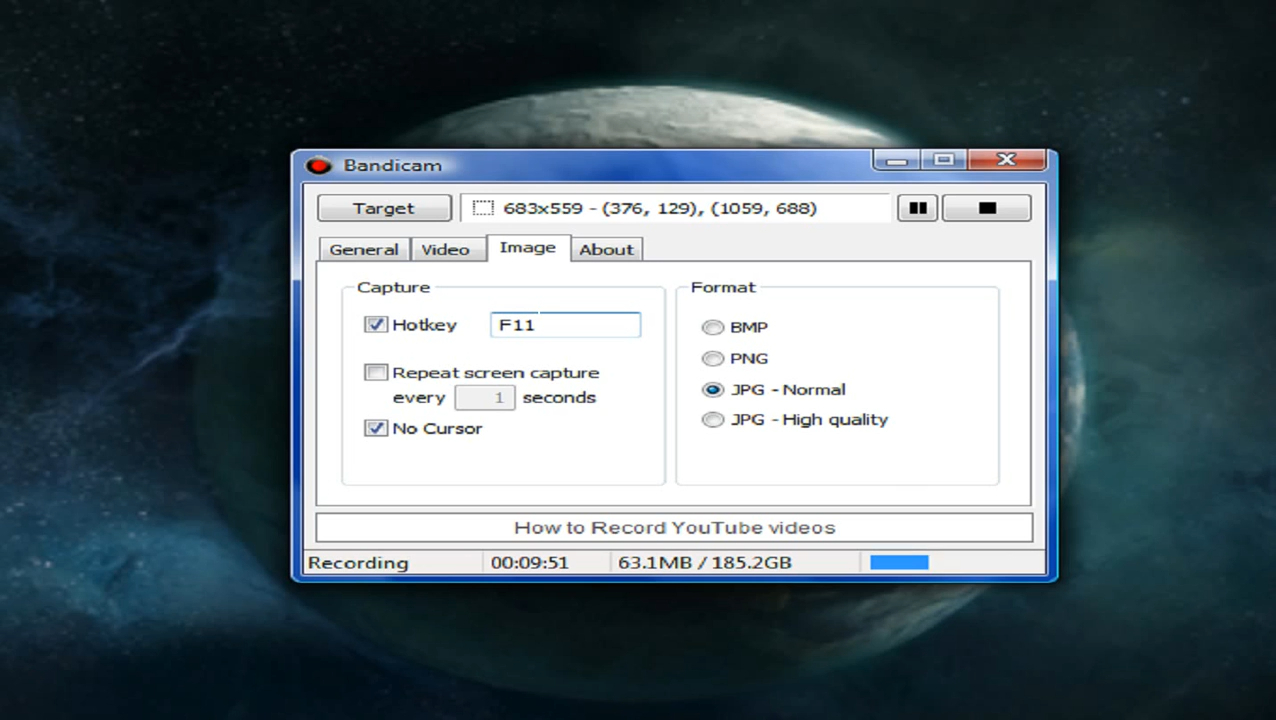 Bandicam
Target 683x559 - (376, 129), (1059, 688)
General Video Image About
Capture
Hotkey F11
Repeat screen capture
every 1 seconds
No Cursor
Format
BMP
PNG
JPG - Normal
JPG - High quality
How to Record YouTube videos
Recording 00:09:51 63.1MB / 185.2GB